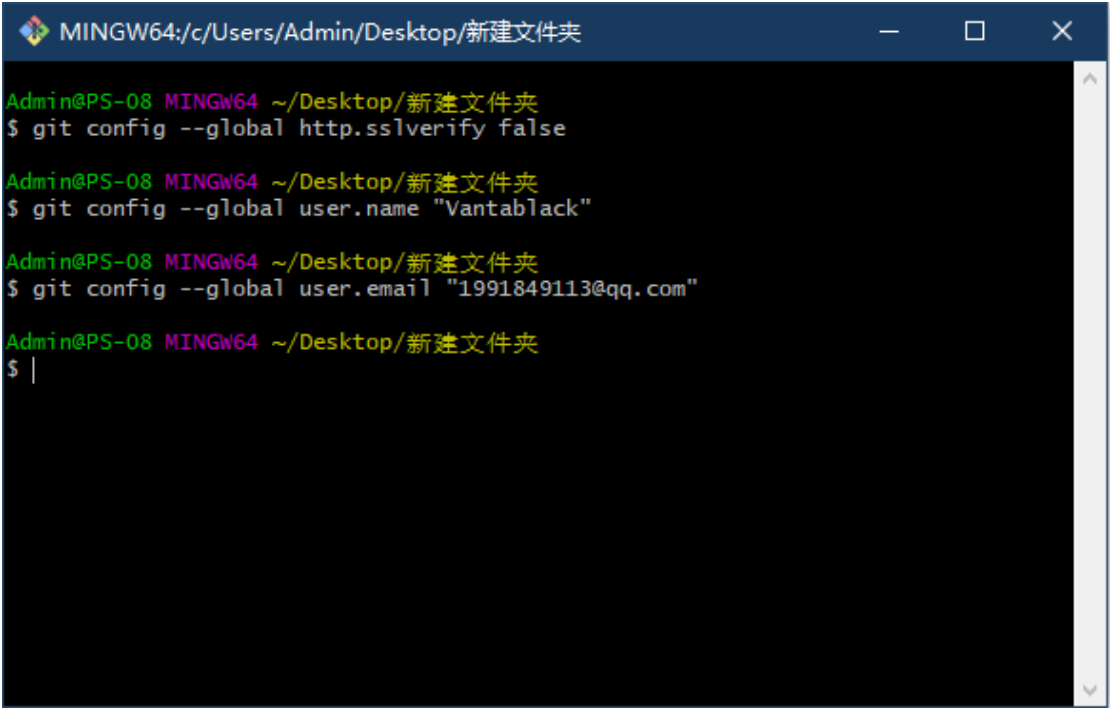 MINGW64:/c/Users/Admin/Desktop/新建文件夹
Admin@PS-08 MINGW64 ~/Desktop/新建文件夹
$ git config --global http.sslverify false
Admin@PS-08 MINGW64 ~/Desktop/新建文件夹
$ git config --global user.name "Vantablack"
Admin@PS-08 MINGW64 ~/Desktop/新建文件夹
$ git config --global user.email "1991849113@qq.com"
Admin@PS-08 MINGW64 ~/Desktop/新建文件夹
$